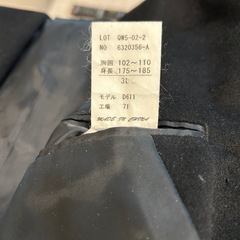 LOT QW5-02-2
NO 6320356-A
胸囲 102～110
身長 175～185
3L
モデル D611
工場 71
MADE IN CHINA